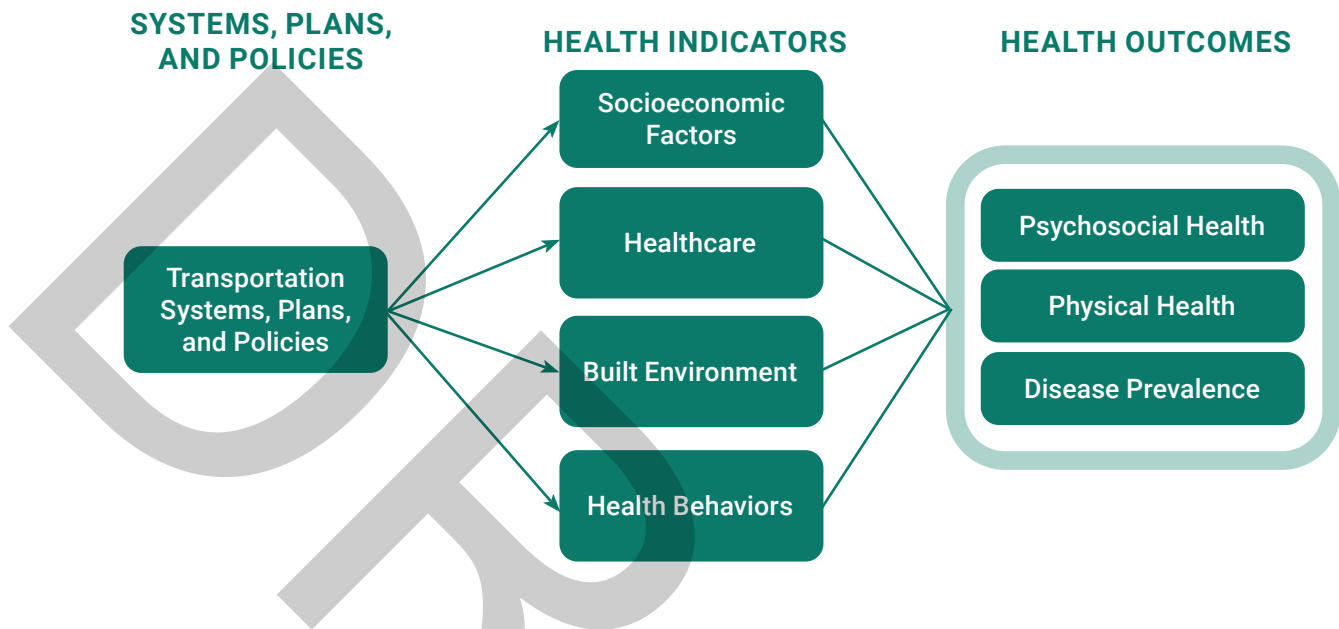 SYSTEMS, PLANS,
AND POLICIES
HEALTH INDICATORS
HEALTH OUTCOMES
Transportation
Systems, Plans,
and Policies
Socioeconomic
Factors
Healthcare
Built Environment
Health Behaviors
Psychosocial Health
Physical Health
Disease Prevalence
D
R